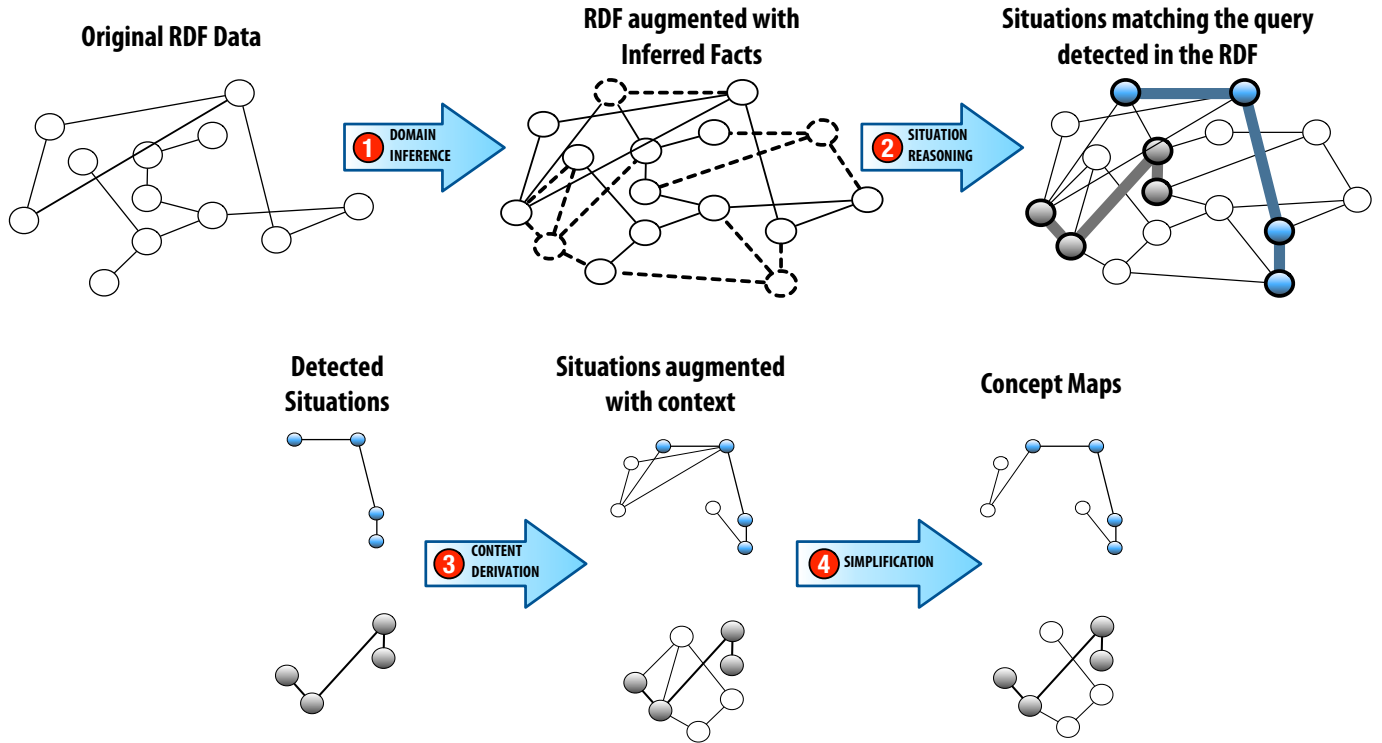 Original RDF Data
RDF augmented with
Inferred Facts
Situations matching the query
detected in the RDF
1 DOMAIN
INFERENCE
2 SITUATION
REASONING
Detected
Situations
Situations augmented
with context
Concept Maps
3 CONTENT
DERIVATION
4 SIMPLIFICATION